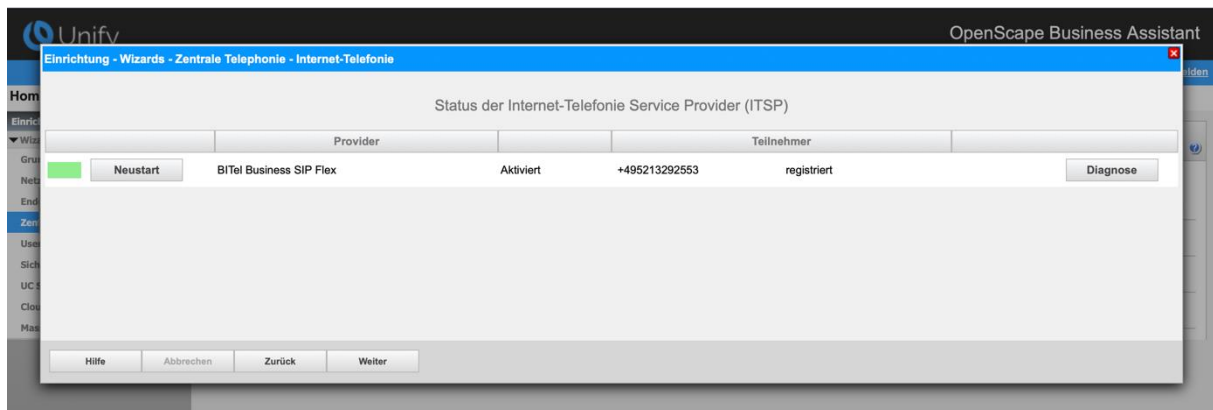 Unify
OpenScape Business Assistant
Einrichtung - Wizards - Zentrale Telephonie - Internet-Telefonie
Status der Internet-Telefonie Service Provider (ITSP)
Provider Teilnehmer
Neustart BITel Business SIP Flex Aktiviert +495213292553 registriert Diagnose
Hilfe Abbrechen Zurück Weiter